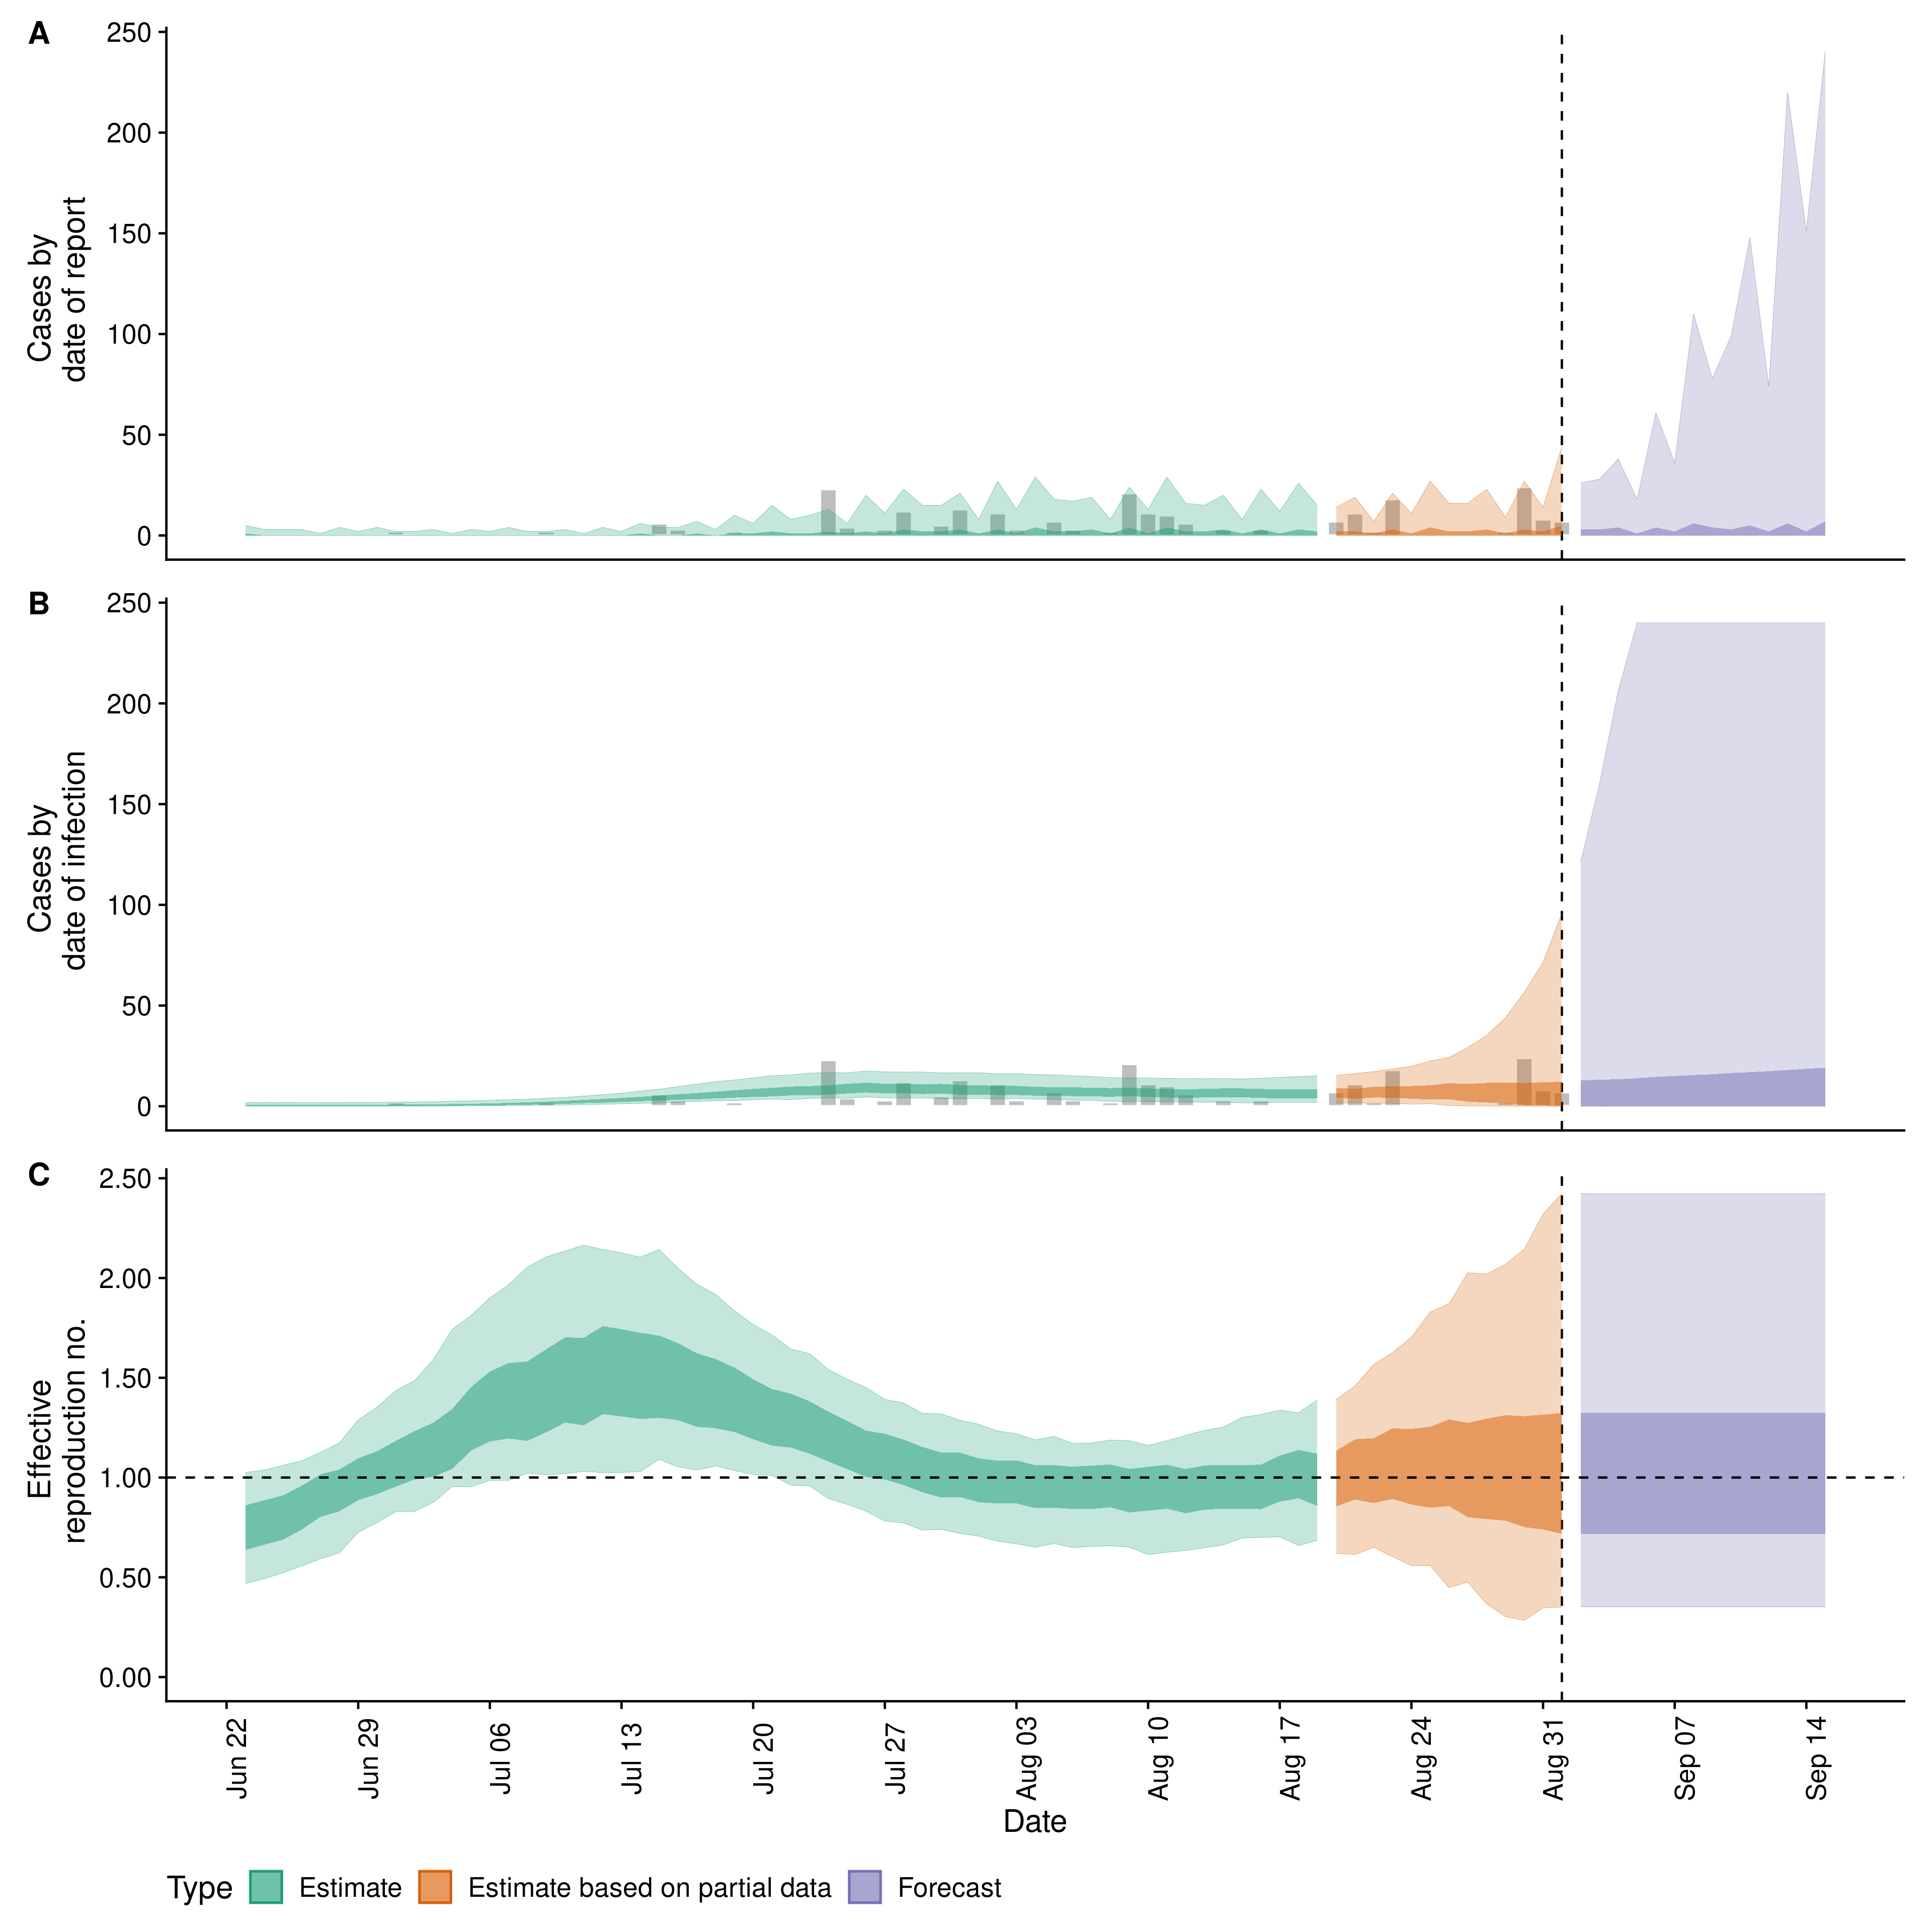 A
Cases by
date of report
250
200
150
100
50
0
B
Cases by
date of infection
250
200
150
100
50
0
C
Effective
reproduction no.
2.50
2.00
1.50
1.00
0.50
0.00
Jun 22
Jun 29
Jul 06
Jul 13
Jul 20
Jul 27
Aug 03
Aug 10
Aug 17
Aug 24
Aug 31
Sep 07
Sep 14
Date
Type Estimate Estimate based on partial data Forecast